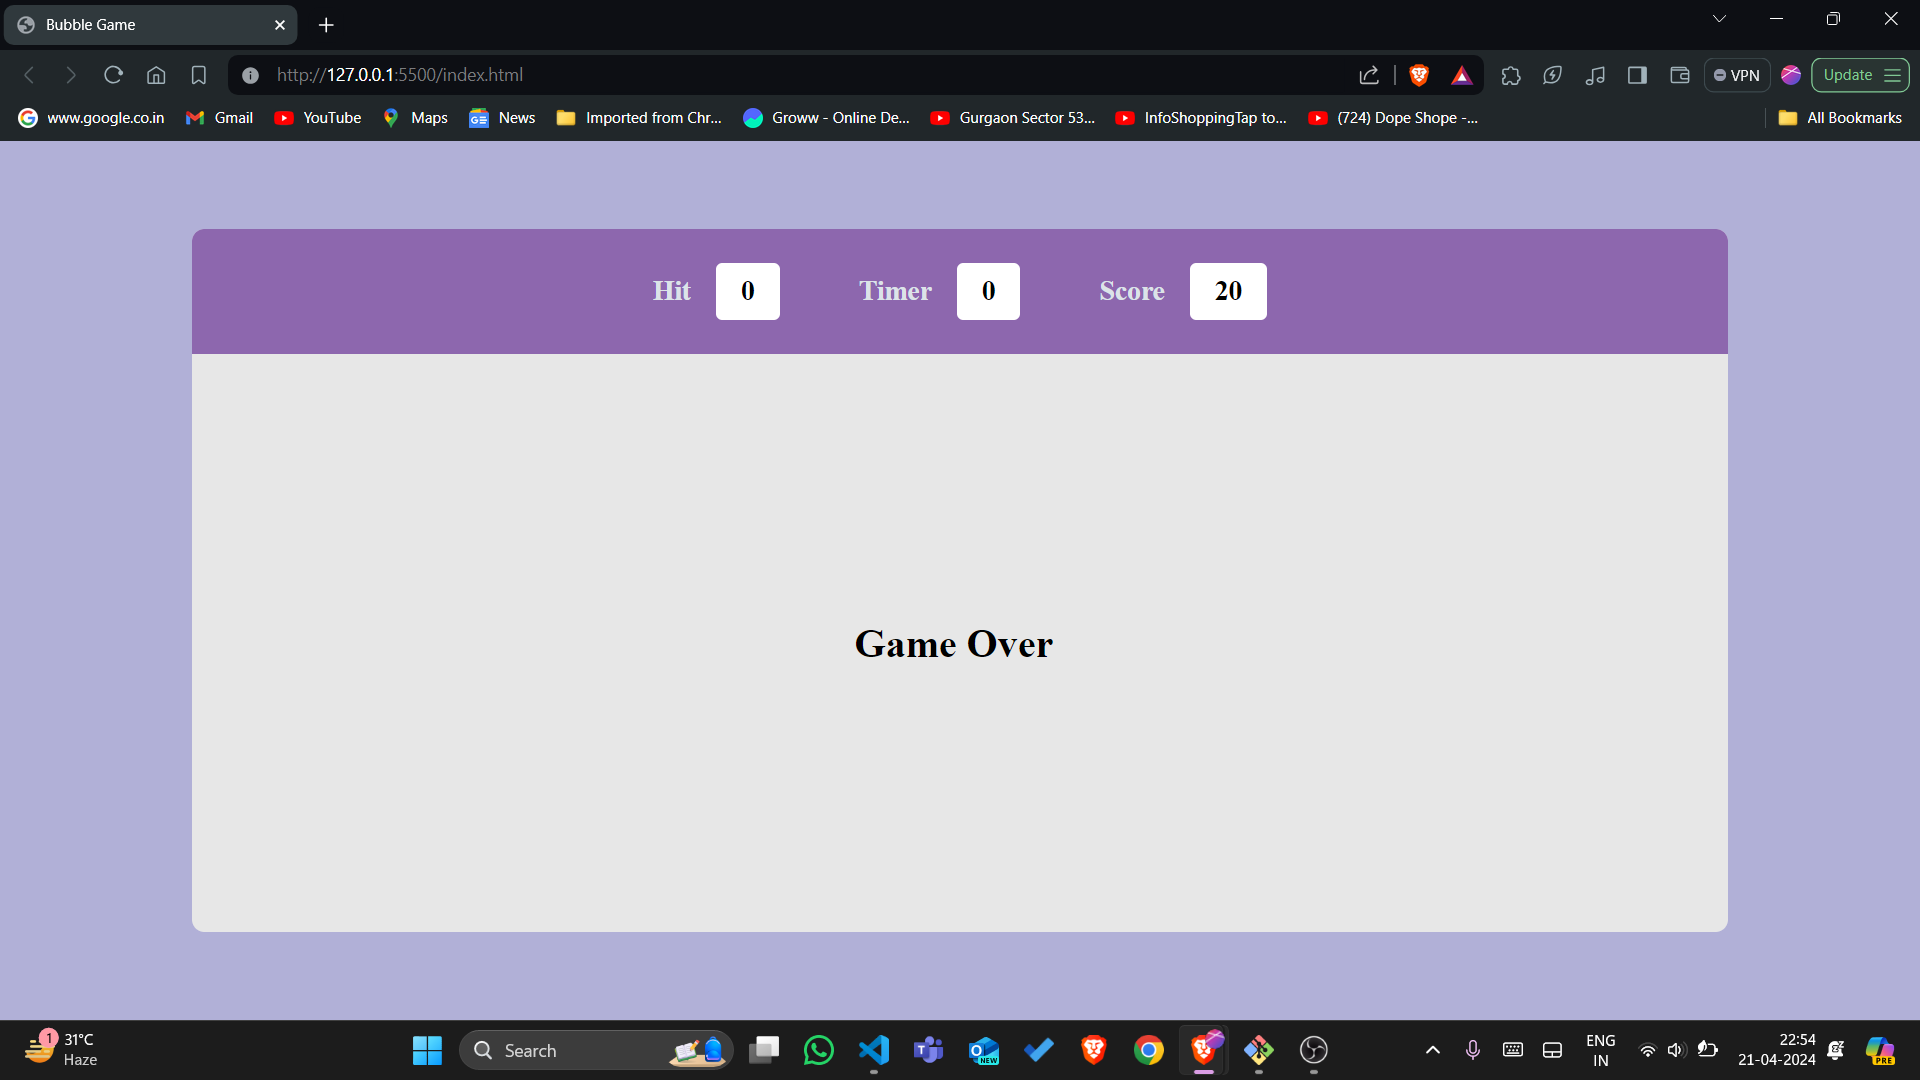 Bubble Game
http://127.0.0.1:5500/index.html
VPN
Update
www.google.co.in Gmail YouTube Maps News Imported from Chr... Groww - Online De... Gurgaon Sector 53... InfoShoppingTap to... (724) Dope Shope -... All Bookmarks
Hit 0 Timer 0 Score 20
Game Over
1
31°C
Haze
Search
NEW
ENG
IN
22:54
21-04-2024
PRE